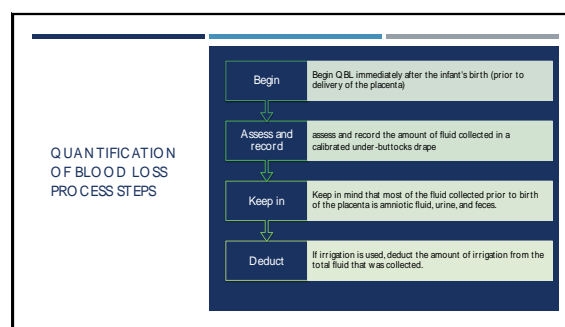 QUANTIFICATION
OF BLOOD LOSS
PROCESS STEPS
Begin
Begin QBL immediately after the infant's birth (prior to
delivery of the placenta)
Assess and
record
assess and record the amount of fluid collected in a
calibrated under-buttocks drape
Keep in
Keep in mind that most of the fluid collected prior to birth
of the placenta is amniotic fluid, urine, and feces.
Deduct
If irrigation is used, deduct the amount of irrigation from the
total fluid that was collected.